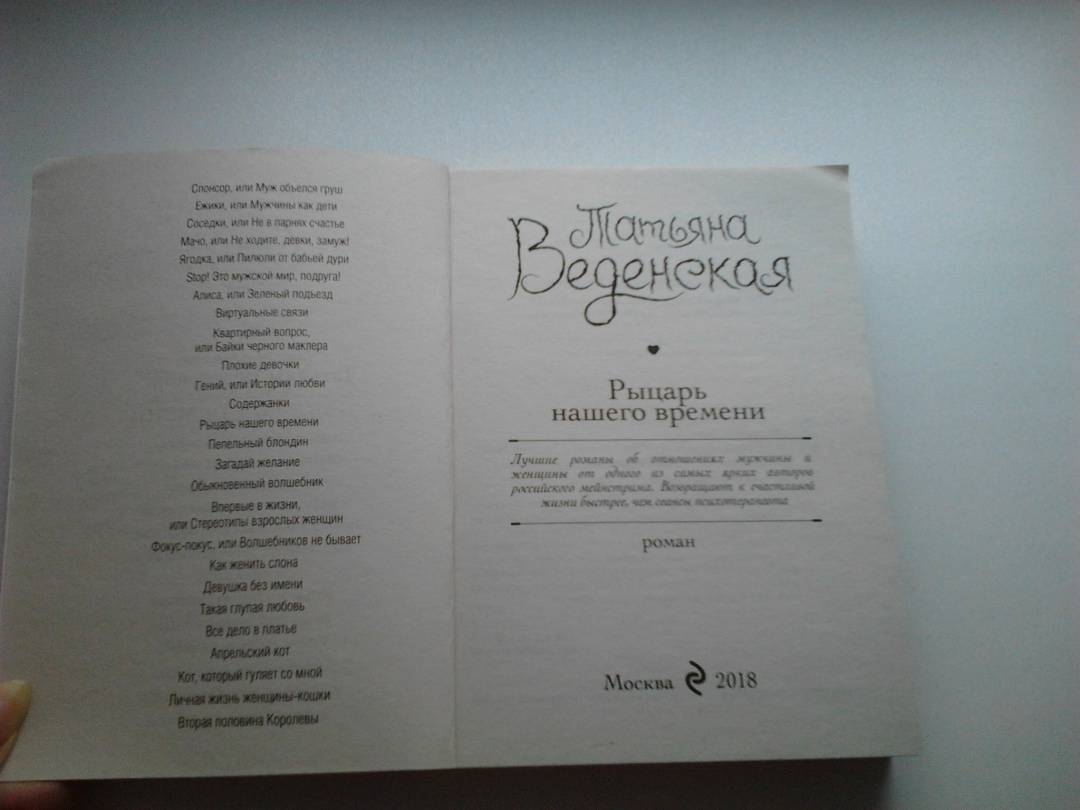 Спонсор, или Муж объелся груш
Ежики, или Мужчины как дети
Соседки, или Не в парнях счастье
Мачо, или Не ходите, девки, замуж!
Ягодка, или Пилюли от бабьей дури
Stop! Это мужской мир, подруга!
Алиса, или Зеленый подъезд
Виртуальные связи
Квартирный вопрос,
или Байки черного маклера
Плохие девочки
Гений, или Истории любви
Содержанки
Рыцарь нашего времени
Пепельный блондин
Загадай желание
Обыкновенный волшебник
Впервые в жизни,
или Стереотипы взрослых женщин
Фокус-покус, или Волшебников не бывает
Как женить слона
Девушка без имени
Такая глупая любовь
Все дело в платье
Апрельский кот
Кот, который гуляет со мной
Личная жизнь женщины-кошки
Вторая половина Королевы
Татьяна
Веденская
Рыцарь
нашего времени
Лучшие романы об отношениях мужчины и
женщины от одного из самых ярких авторов
российского мейнстрима. Возвращают к счастливой
жизни быстрее, чем сеансы психотерапевта
роман
Москва 2018